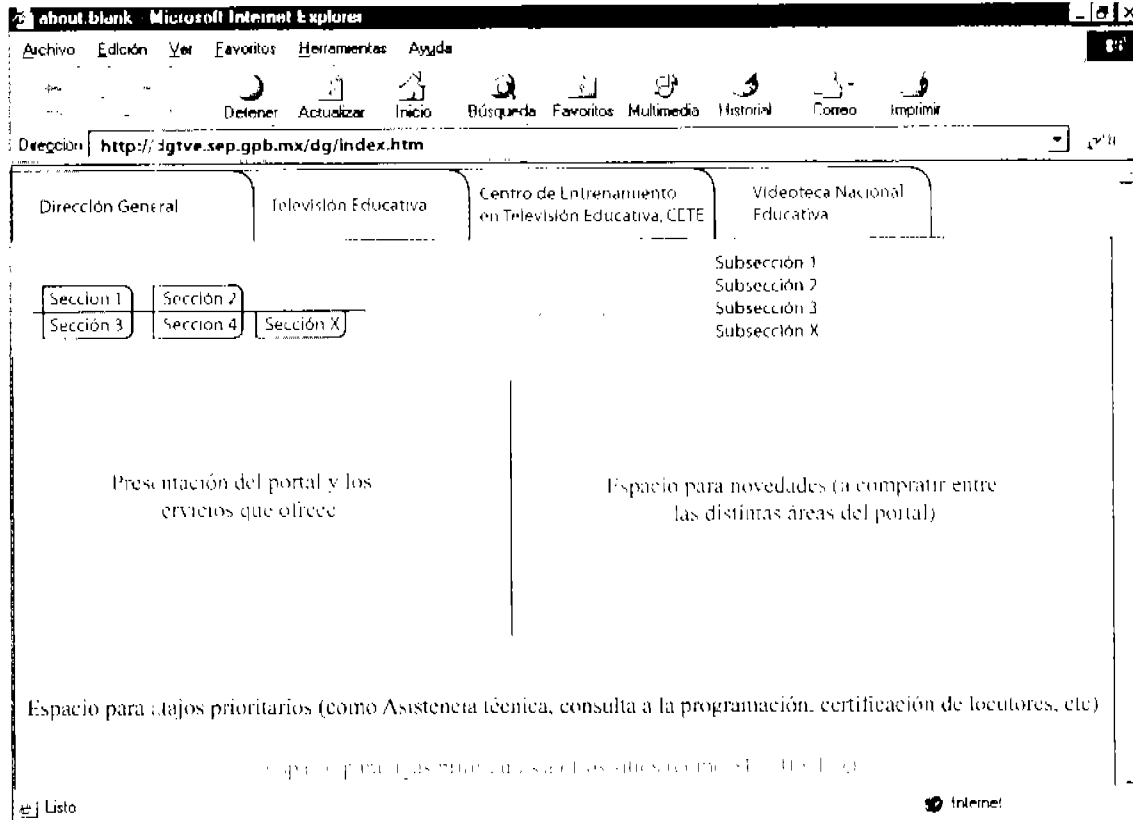 about:blank - Microsoft Internet Explorer
Archivo Edición Ver Favoritos Herramientas Ayuda
Detener Actualizar Inicio Búsqueda Favoritos Multimedia Historial Correo Imprimir
Dirección http://dgtve.sep.gpb.mx/dg/index.htm
Dirección General
Televisión Educativa
Centro de Entrenamiento
en Televisión Educativa, CETE
Videoteca Nacional
Educativa
Subsección 1
Subsección 2
Subsección 3
Subsección X
Sección 1 Sección 2
Sección 3 Sección 4 Sección X
Presentación del portal y los
servicios que ofrece
Espacio para novedades (a compratir entre
las distintas áreas del portal)
Espacio para atajos prioritarios (como Asistencia técnica, consulta a la programación, certificación de locutores, etc)
Listo Internet